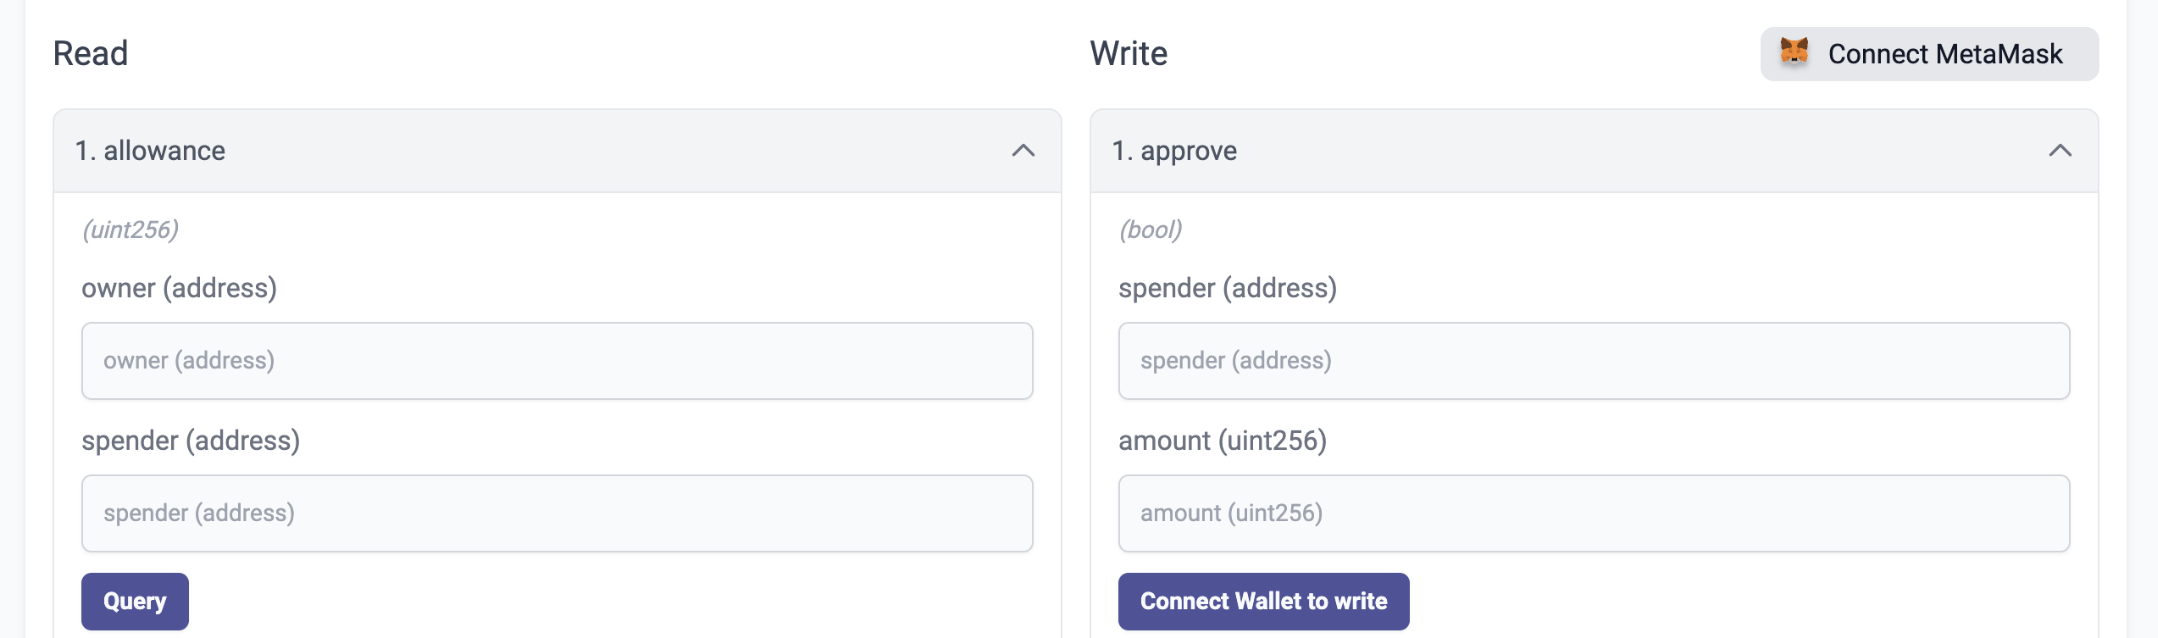 Read
1. allowance
(uint256)
owner (address)
owner (address)
spender (address)
spender (address)
Query
Write
Connect MetaMask
1. approve
(bool)
spender (address)
spender (address)
amount (uint256)
amount (uint256)
Connect Wallet to write